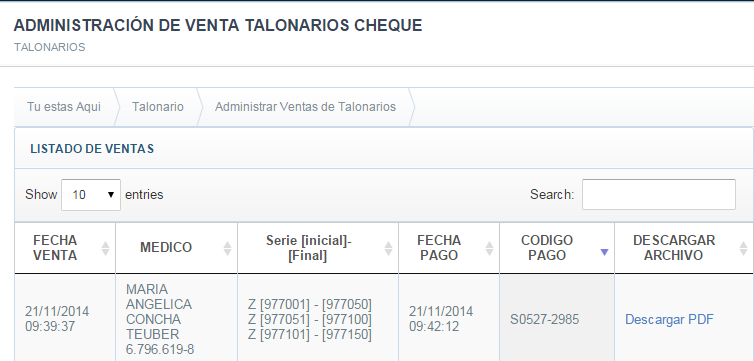 ADMINISTRACIÓN DE VENTA TALONARIOS CHEQUE
TALONARIOS
Tu estas Aqui Talonario Administrar Ventas de Talonarios
LISTADO DE VENTAS
Show 10 entries Search:
FECHA VENTA MEDICO Serie [inicial]-[Final] FECHA PAGO CODIGO PAGO DESCARGAR ARCHIVO
21/11/2014
09:39:37
MARIA
ANGELICA
CONCHA
TEUBER
6.796.619-8
Z [977001] - [977050]
Z [977051] - [977100]
Z [977101] - [977150]
21/11/2014
09:42:12
S0527-2985
Descargar PDF